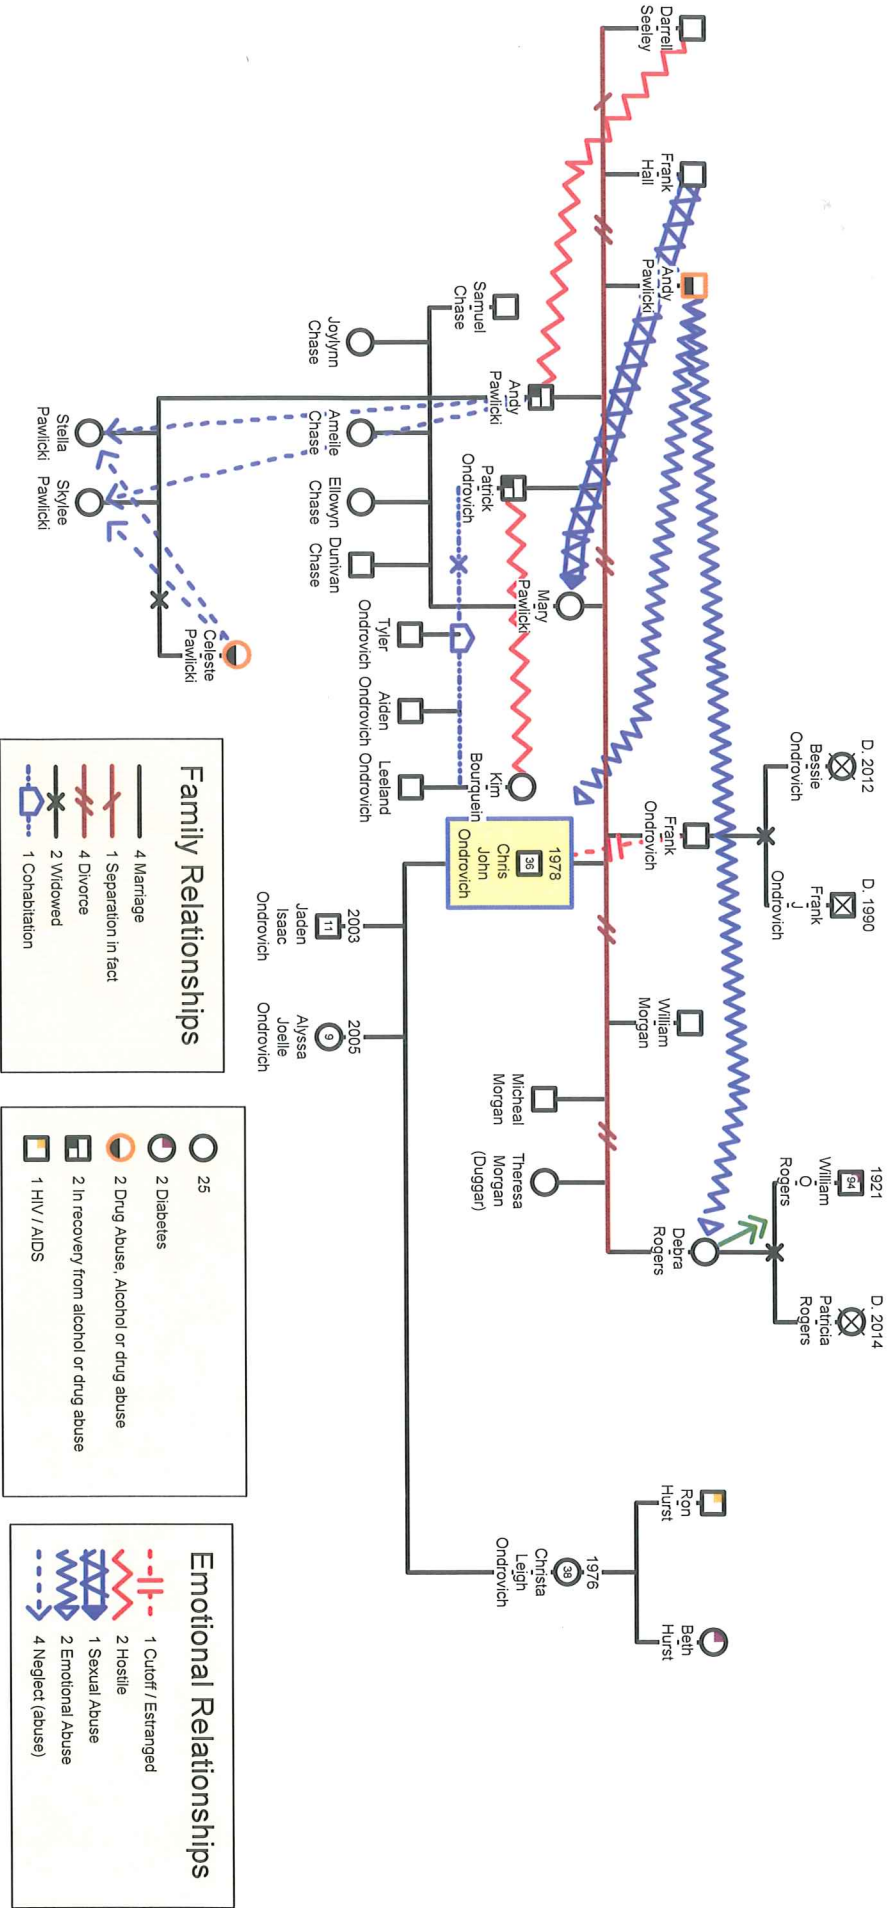 D. 2012
Bessie
Ondrovich
D. 1990
Frank
J
Ondrovich
1921
94
William
O
Rogers
D. 2014
Patricia
Rogers
Darrell
Seeley
Frank
Hall
Andy
Pawlicki
Frank
Ondrovich
William
Morgan
Debra
Rogers
Ron
Hurst
Beth
Hurst
Samuel
Chase
Joylynn
Chase
Andy
Pawlicki
Ameile
Chase
Patrick
Ondrovich
Ellowyn
Chase
Dunivan
Chase
Mary
Pawlicki
Tyler
Ondrovich
Aiden
Ondrovich
Leeland
Ondrovich
Kim
Bourquein
1978
36
Chris
John
Ondrovich
Micheal
Morgan
Theresa
Morgan
(Duggar)
1976
38
Christa
Leigh
Ondrovich
Stella
Pawlicki
Skylee
Pawlicki
Celeste
Pawlicki
2003
11
Jaden
Isaac
Ondrovich
2005
9
Alyssa
Joelle
Ondrovich
Family Relationships
4 Marriage
1 Separation in fact
4 Divorce
2 Widowed
1 Cohabitation
25
2 Diabetes
2 Drug Abuse, Alcohol or drug abuse
2 In recovery from alcohol or drug abuse
1 HIV / AIDS
Emotional Relationships
1 Cutoff / Estranged
2 Hostile
1 Sexual Abuse
2 Emotional Abuse
4 Neglect (abuse)